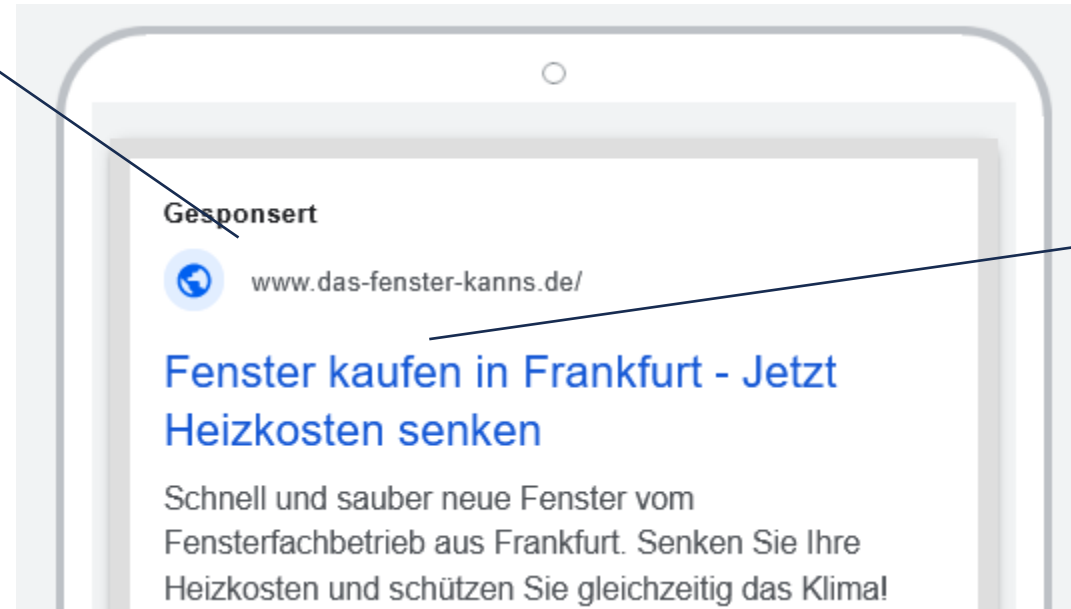 Gesponsert
www.das-fenster-kanns.de/
Fenster kaufen in Frankfurt - Jetzt
Heizkosten senken
Schnell und sauber neue Fenster vom
Fensterfachbetrieb aus Frankfurt. Senken Sie Ihre
Heizkosten und schützen Sie gleichzeitig das Klima!